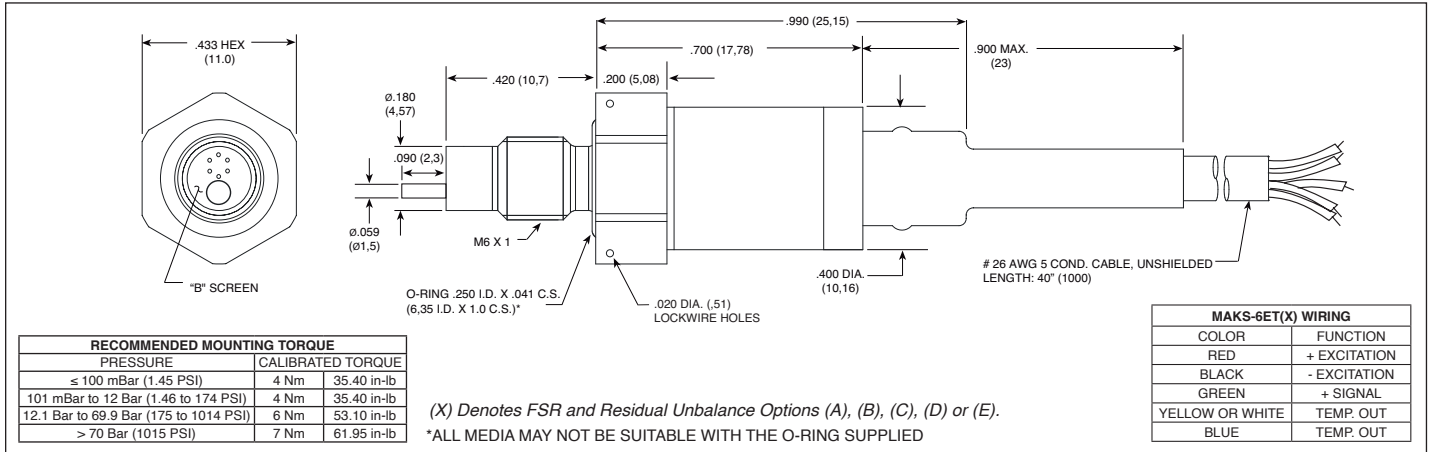 .990 (25,15)
.433 HEX
(11.0)
.700 (17,78)
.900 MAX.
(23)
.420 (10,7)
.200 (5,08)
Ø.180
(4,57)
.090 (2,3)
Ø.059
(Ø1,5)
M6 X 1
"B" SCREEN
O-RING .250 I.D. X .041 C.S.
(6,35 I.D. X 1.0 C.S.)*
.020 DIA. (,51)
LOCKWIRE HOLES
.400 DIA.
(10,16)
# 26 AWG 5 COND. CABLE, UNSHIELDED
LENGTH: 40" (1000)
RECOMMENDED MOUNTING TORQUE
PRESSURE CALIBRATED TORQUE
≤ 100 mBar (1.45 PSI) 4 Nm 35.40 in-lb
101 mBar to 12 Bar (1.46 to 174 PSI) 4 Nm 35.40 in-lb
12.1 Bar to 69.9 Bar (175 to 1014 PSI) 6 Nm 53.10 in-lb
> 70 Bar (1015 PSI) 7 Nm 61.95 in-lb
(X) Denotes FSR and Residual Unbalance Options (A), (B), (C), (D) or (E).
*ALL MEDIA MAY NOT BE SUITABLE WITH THE O-RING SUPPLIED
MAKS-6ET(X) WIRING
COLOR FUNCTION
RED + EXCITATION
BLACK - EXCITATION
GREEN + SIGNAL
YELLOW OR WHITE TEMP. OUT
BLUE TEMP. OUT